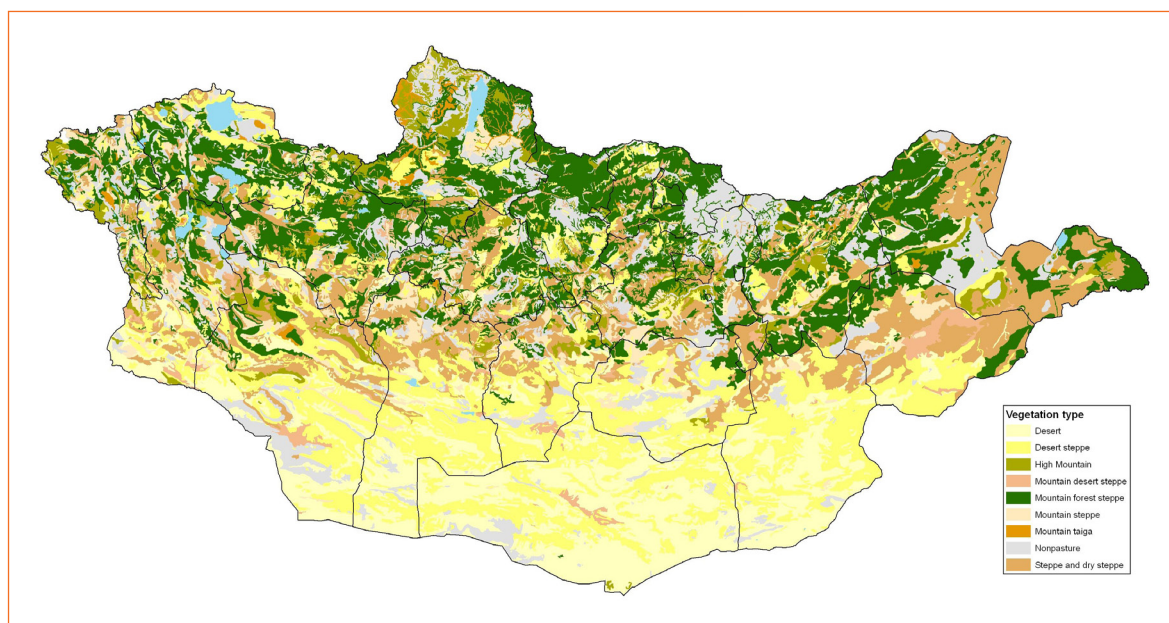 Vegetation type
Desert
Desert steppe
High Mountain
Mountain desert steppe
Mountain forest steppe
Mountain steppe
Mountain taiga
Nonpasture
Steppe and dry steppe